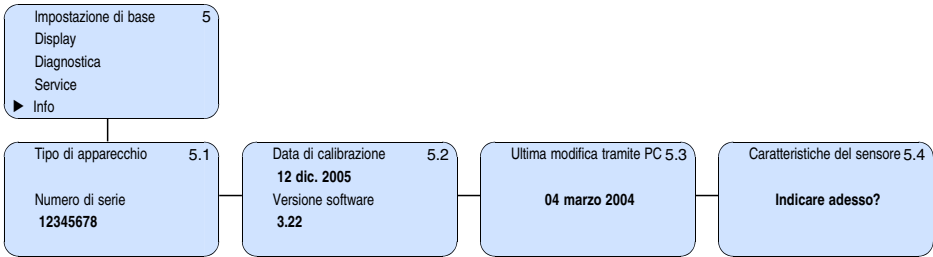 Impostazione di base 5
Display
Diagnostica
Service
▶ Info
Tipo di apparecchio 5.1
Numero di serie
12345678
Data di calibrazione 5.2
12 dic. 2005
Versione software
3.22
Ultima modifica tramite PC 5.3
04 marzo 2004
Caratteristiche del sensore 5.4
Indicare adesso?